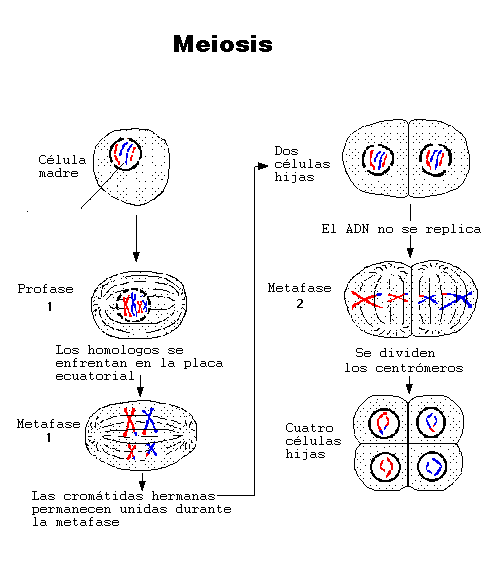 Meiosis
Célula
madre
Profase
1
Los homologos se
enfrentan en la placa
ecuatorial
Metafase
1
Las cromátidas hermanas
permanecen unidas durante
la metafase
Dos
células
hijas
El ADN no se replica
Metafase
2
Se dividen
los centrómeros
Cuatro
células
hijas